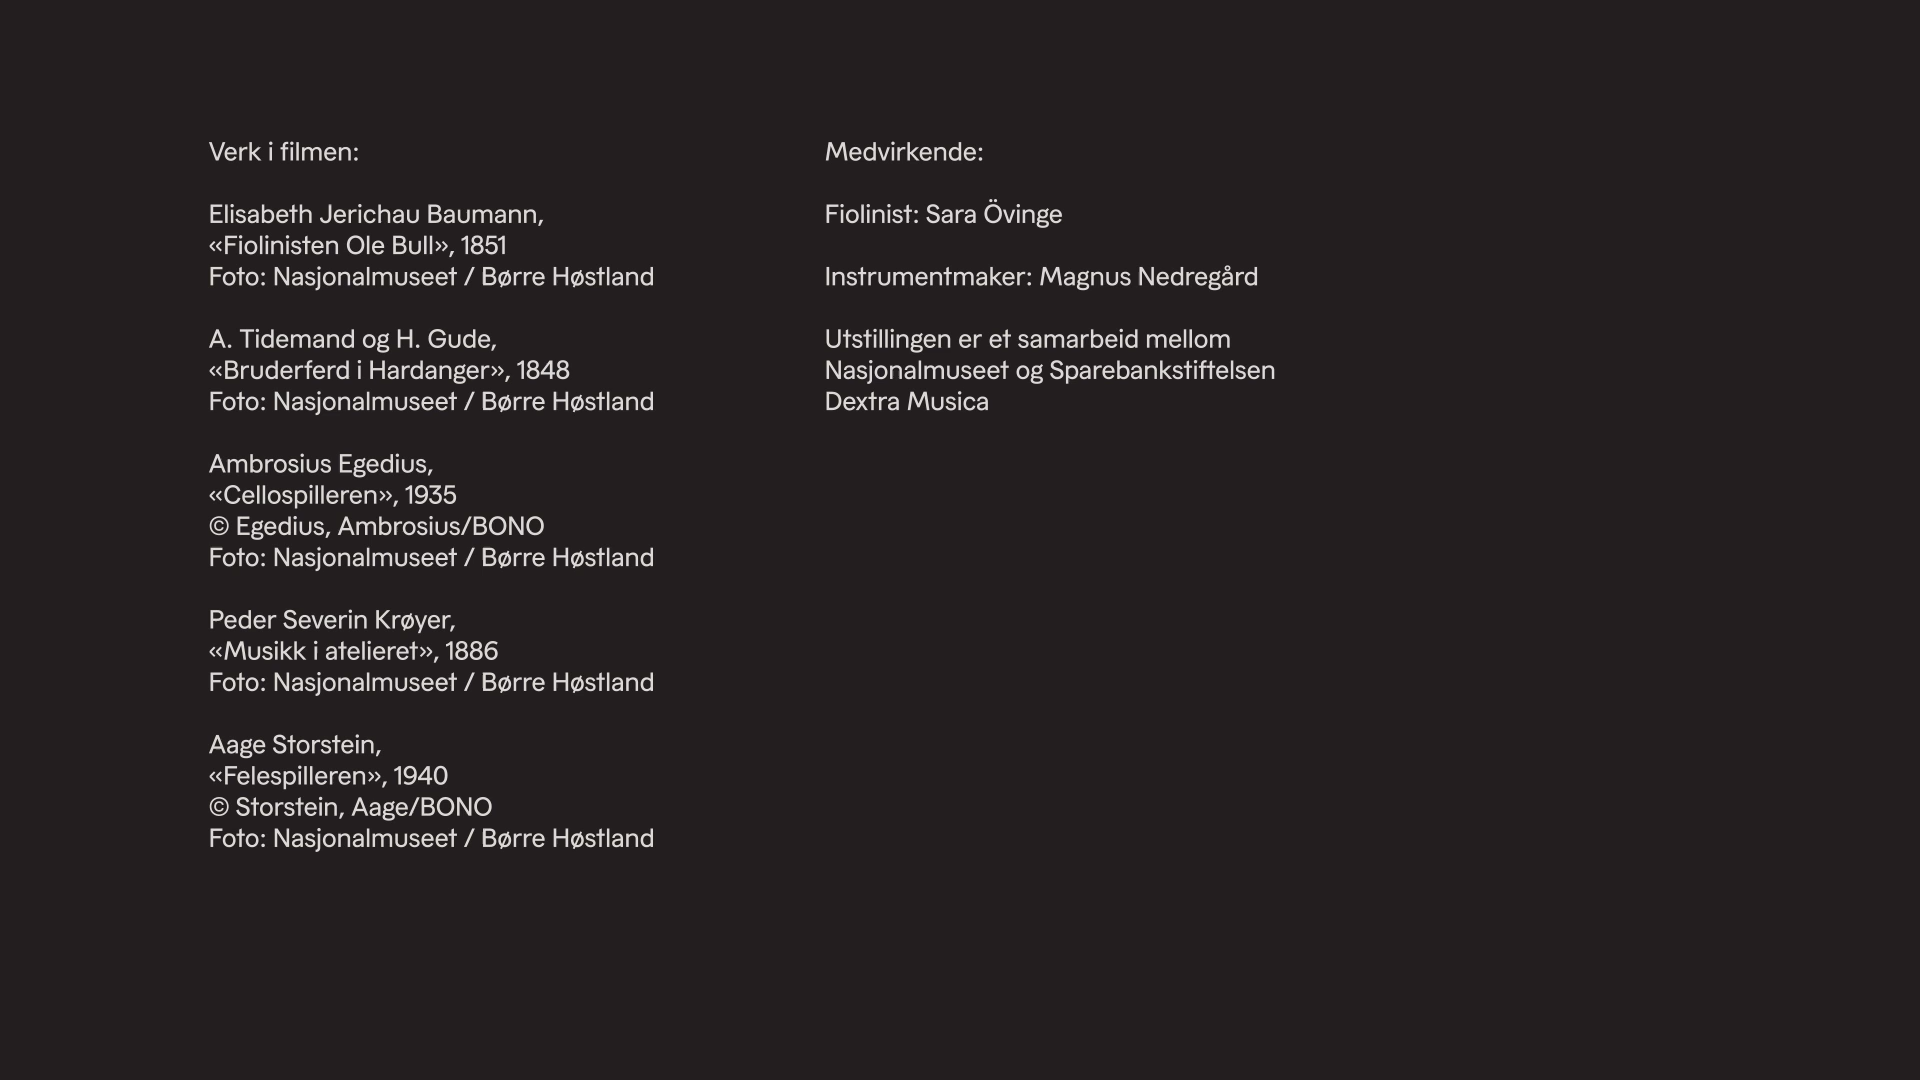 Verk i filmen:
Elisabeth Jerichau Baumann,
«Fiolinisten Ole Bull», 1851
Foto: Nasjonalmuseet / Børre Høstland
A. Tidemand og H. Gude,
«Bruderferd i Hardanger», 1848
Foto: Nasjonalmuseet / Børre Høstland
Ambrosius Egedius,
«Cellospilleren», 1935
© Egedius, Ambrosius/BONO
Foto: Nasjonalmuseet / Børre Høstland
Peder Severin Krøyer,
«Musikk i atelieret», 1886
Foto: Nasjonalmuseet / Børre Høstland
Aage Storstein,
«Felespilleren», 1940
© Storstein, Aage/BONO
Foto: Nasjonalmuseet / Børre Høstland
Medvirkende:
Fiolinist: Sara Övinge
Instrumentmaker: Magnus Nedregård
Utstillingen er et samarbeid mellom
Nasjonalmuseet og Sparebankstiftelsen
Dextra Musica